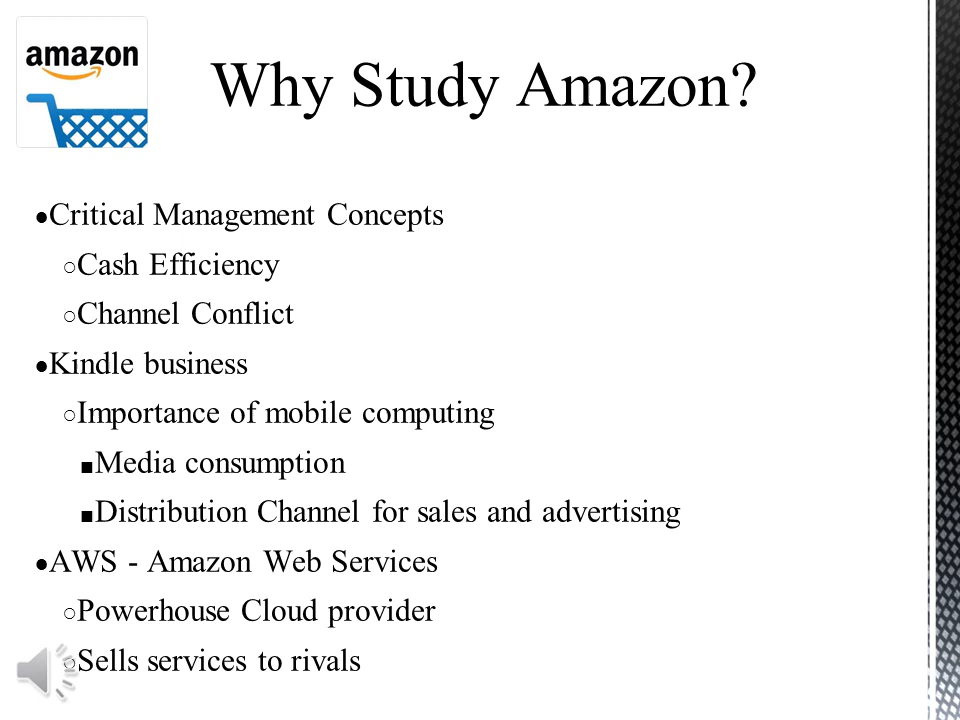 amazon
Why Study Amazon?
●Critical Management Concepts
○Cash Efficiency
○Channel Conflict
●Kindle business
○Importance of mobile computing
■Media consumption
■Distribution Channel for sales and advertising
●AWS - Amazon Web Services
○Powerhouse Cloud provider
○Sells services to rivals